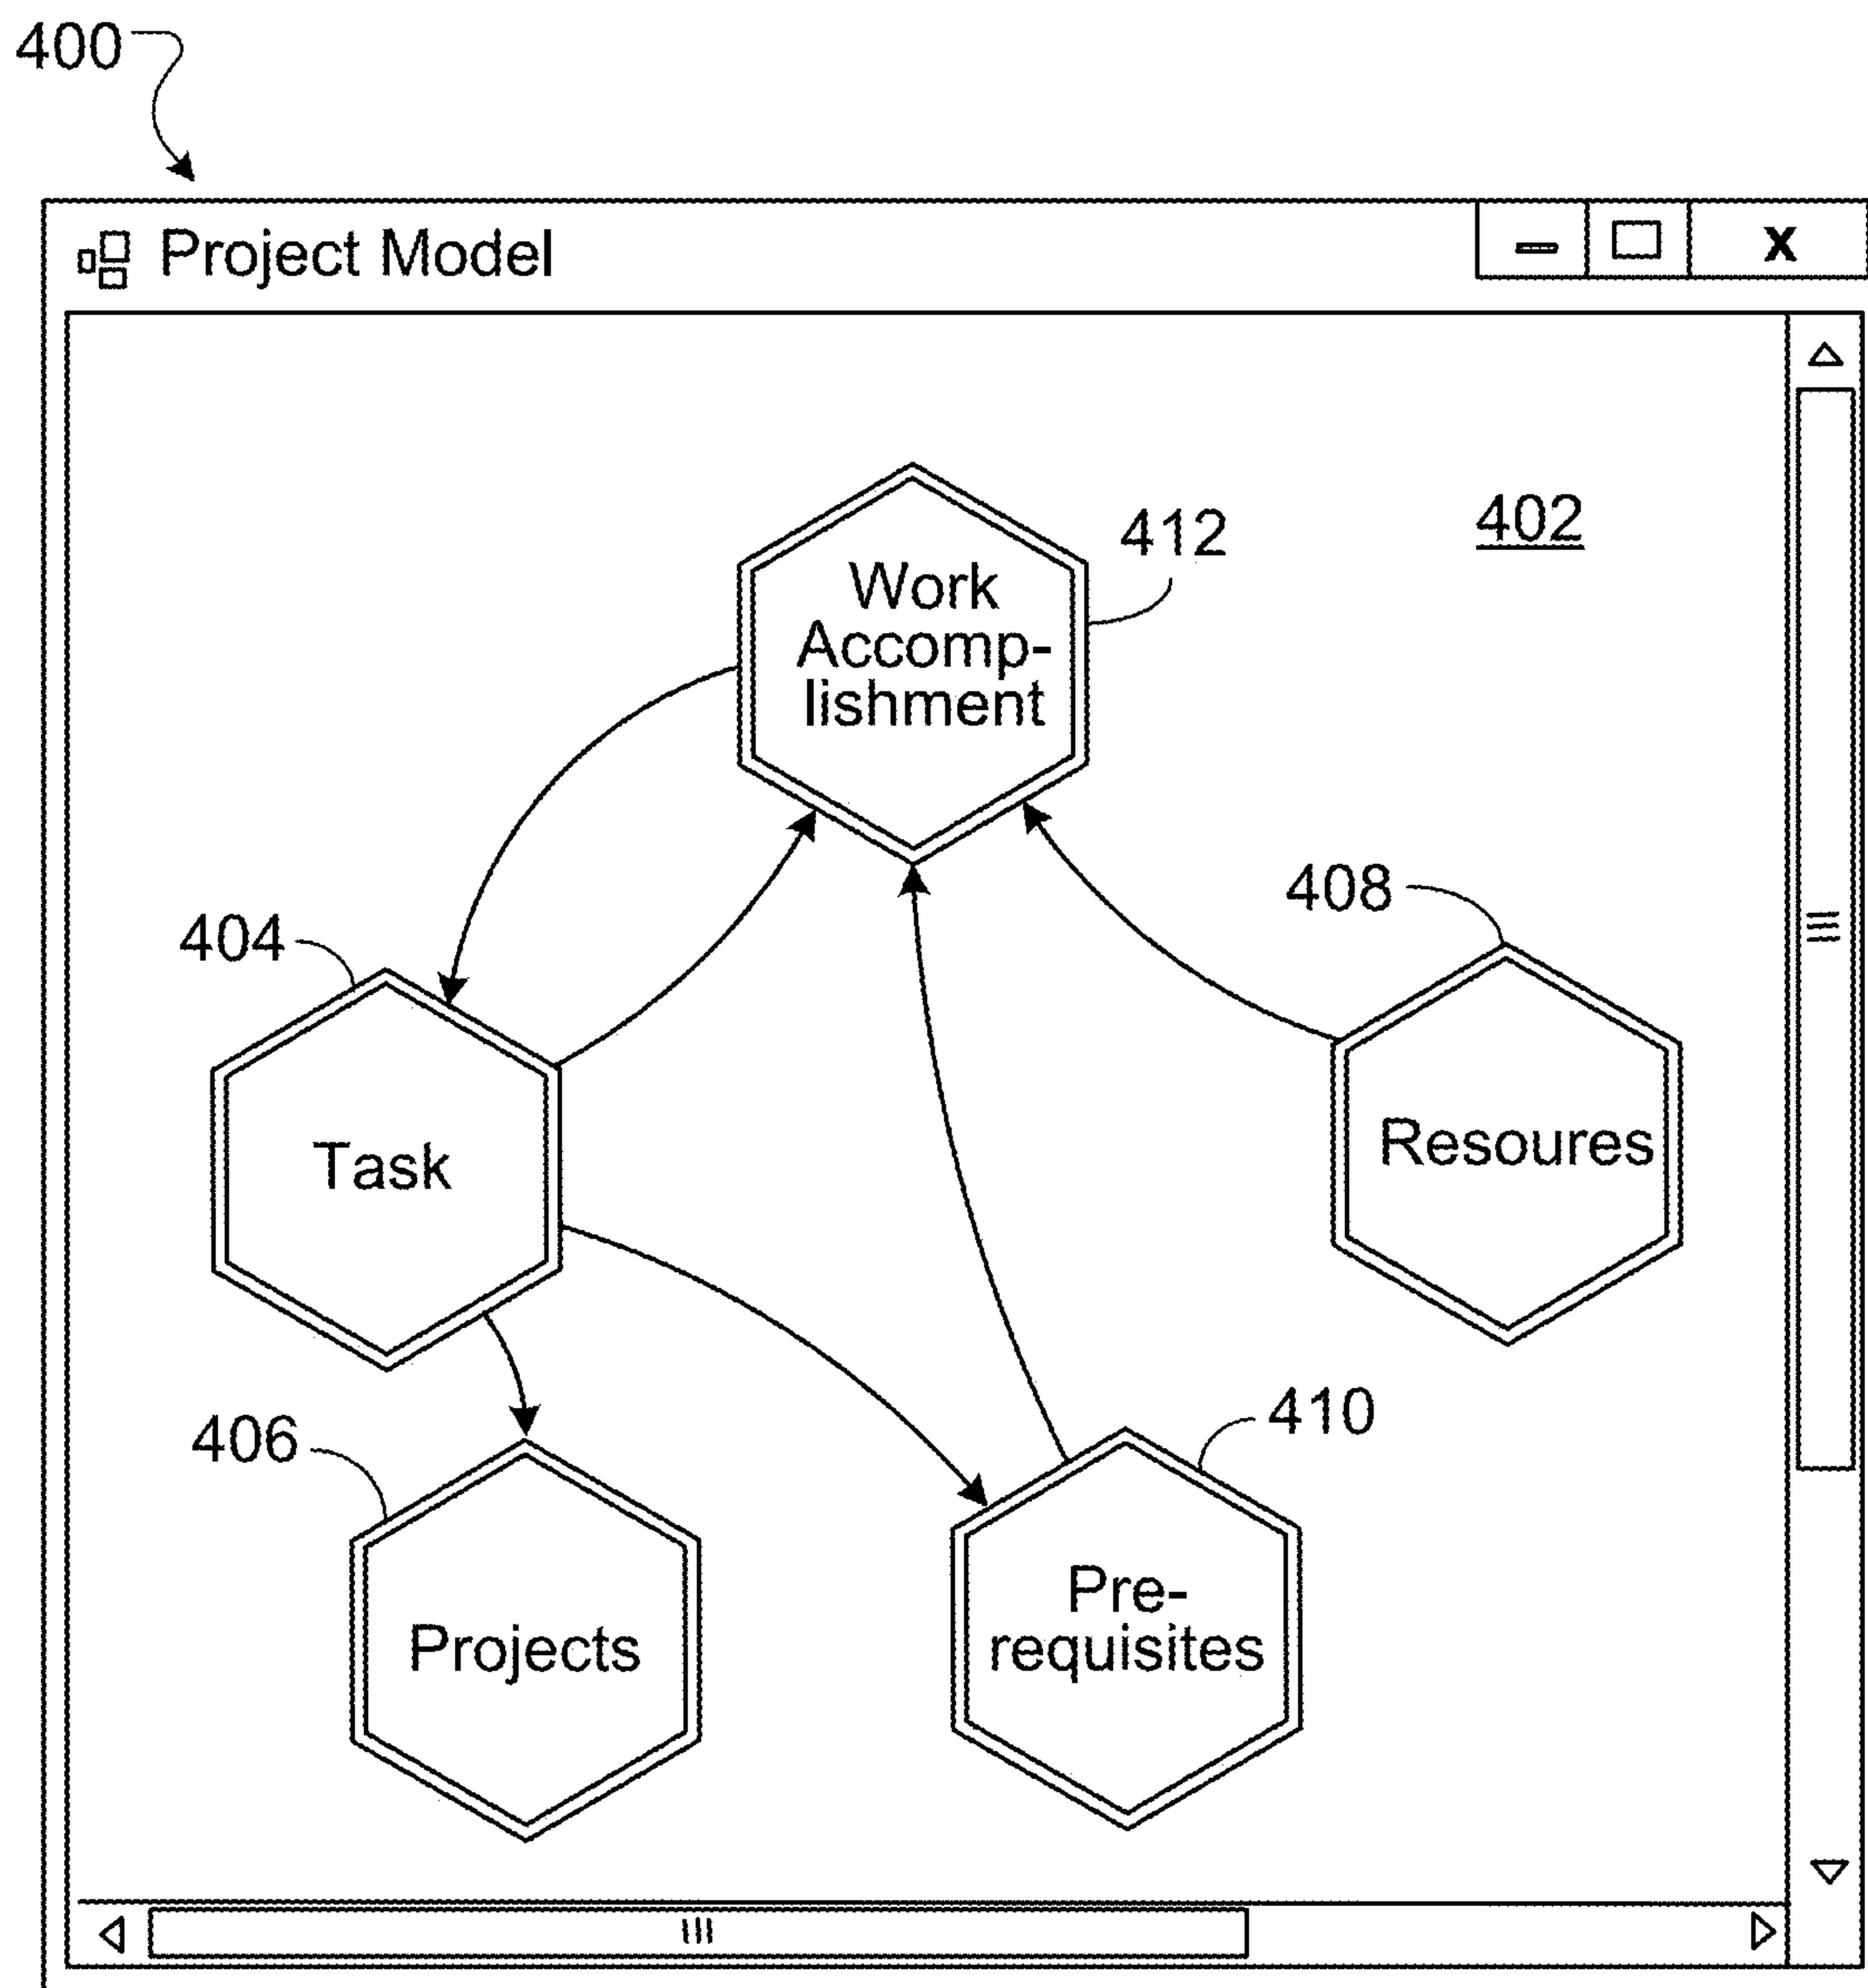 400
Project Model
x
Work
Accomp-
lishment
412
402
408
404
Task
Resoures
406
410
Projects
Pre-
requisites